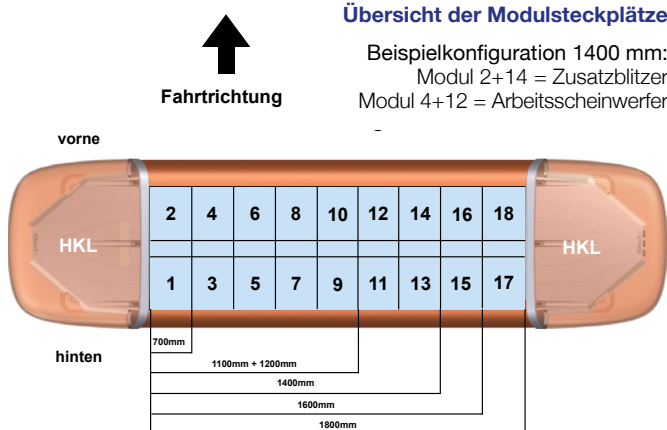 Übersicht der Modulsteckplätze
Beispielkonfiguration 1400 mm:
Modul 2+14 = Zusatzblitzer
Modul 4+12 = Arbeitsscheinwerfer
Fahrtrichtung
vorne
2 4 6 8 10 12 14 16 18
HKL HKL
1 3 5 7 9 11 13 15 17
hinten
700mm
1100mm + 1200mm
1400mm
1600mm
1800mm